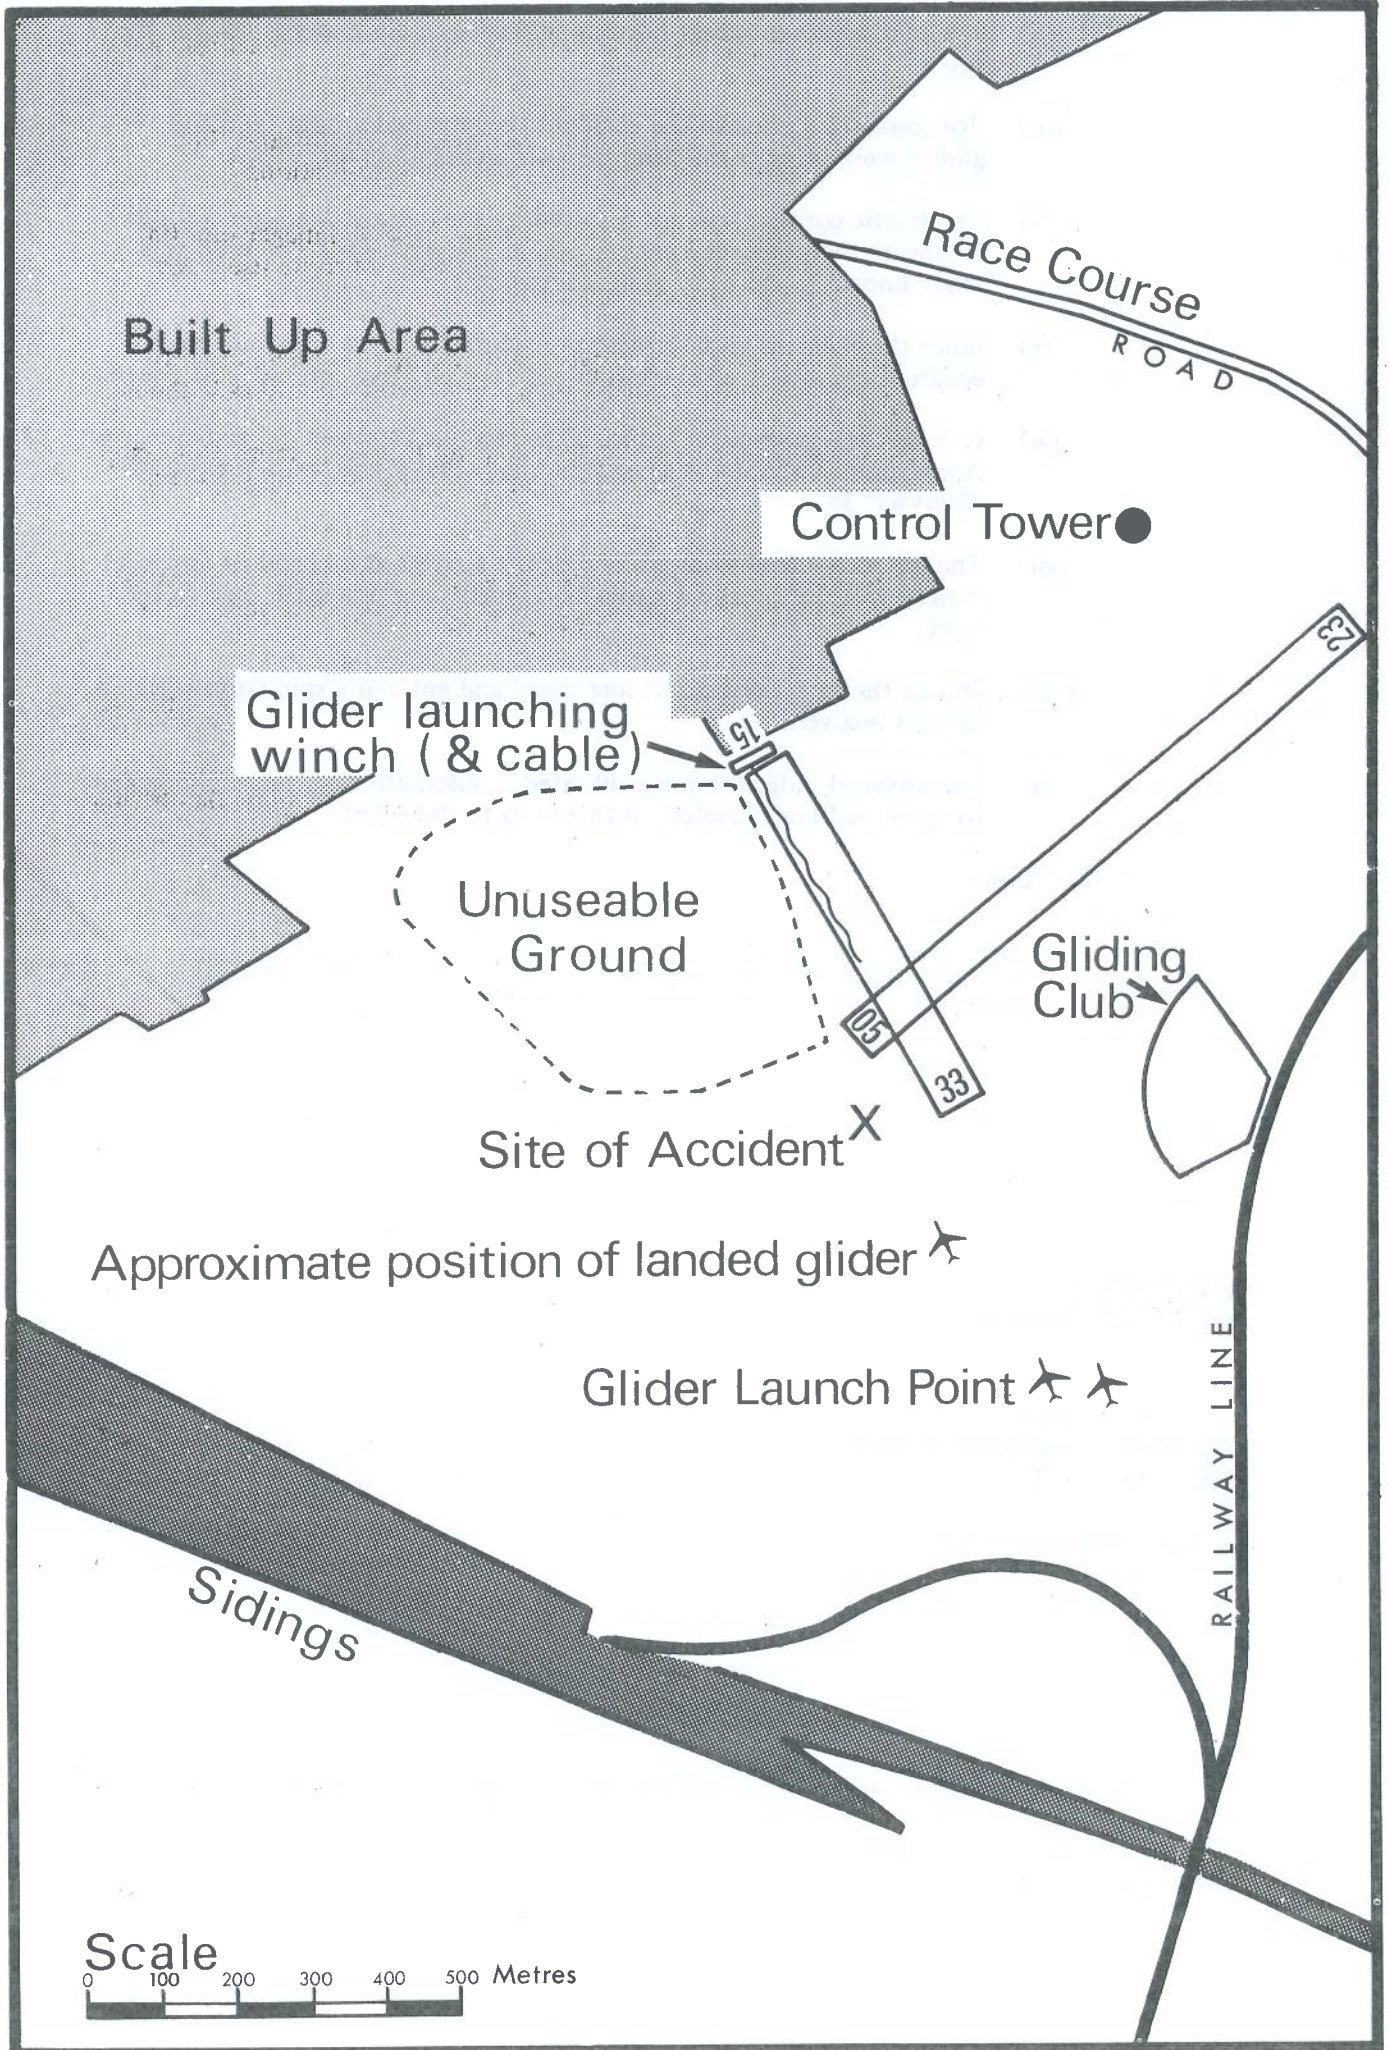 Race Course
ROAD
Built Up Area
Control Tower
23
Glider launching
winch (& cable)
15
Unuseable
Ground
Gliding
Club
05
33
X
Site of Accident
Approximate position of landed glider
Glider Launch Point
RAILWAY LINE
Sidings
Scale
0 100 200 300 400 500 Metres